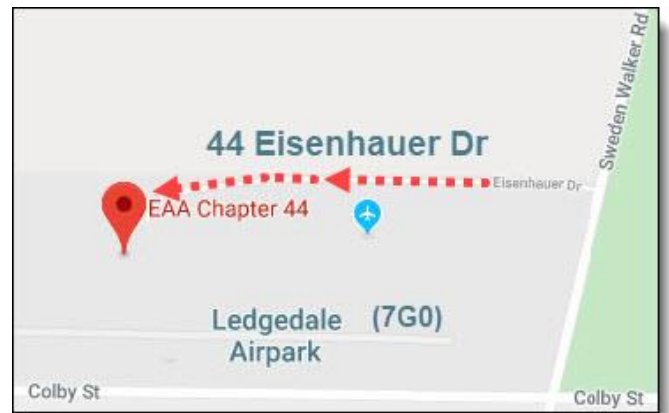 Sweden Walker Rd
44 Eisenhauer Dr
Eisenhauer Dr
EAA Chapter 44
Ledgedale (7G0)
Airpark
Colby St
Colby St